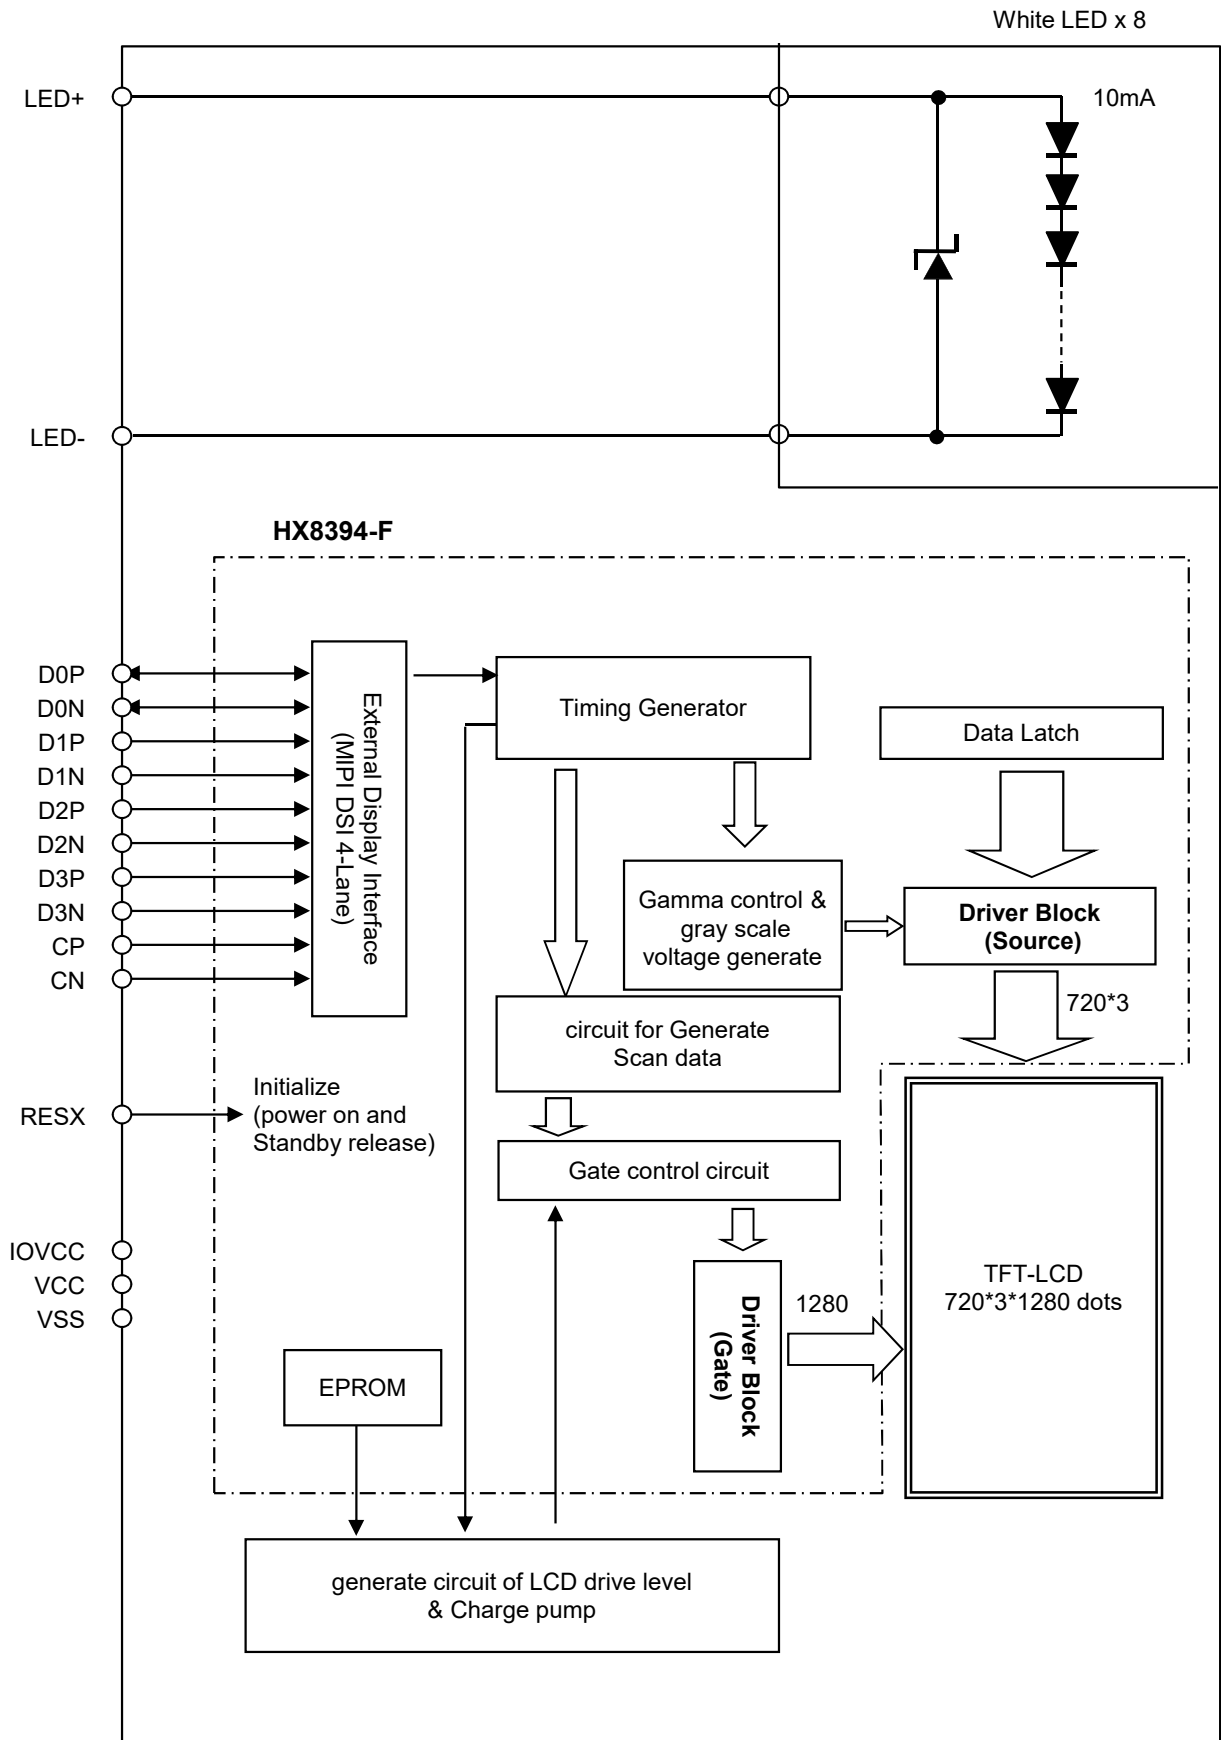 White LED x 8
LED+
10mA
LED-
HX8394-F
D0P
D0N
D1P
D1N
D2P
D2N
D3P
D3N
CP
CN
External Display Interface
(MIPI DSI 4-Lane)
Timing Generator
Data Latch
Gamma control &
gray scale
voltage generate
Driver Block
(Source)
720*3
circuit for Generate
Scan data
RESX
Initialize
(power on and
Standby release)
Gate control circuit
IOVCC
VCC
VSS
Driver Block
(Gate)
1280
TFT-LCD
720*3*1280 dots
EPROM
generate circuit of LCD drive level
& Charge pump